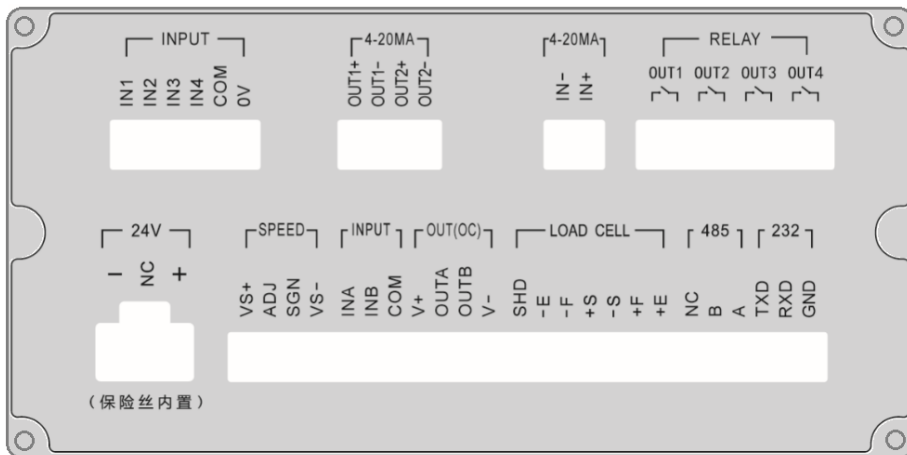 INPUT
IN1 IN2 IN3 IN4 COM 0V
4-20MA
OUT1+ OUT1- OUT2+ OUT2-
4-20MA
IN- IN+
RELAY
OUT1 OUT2 OUT3 OUT4
24V
- NC +
(保险丝内置)
SPEED
VS+ ADJ SGN VS-
INPUT
INA INB COM
OUT(OC)
V+ OUTA OUTB V-
LOAD CELL
SHD -E -F +S -S +F +E
485
NC B A
232
TXD RXD GND